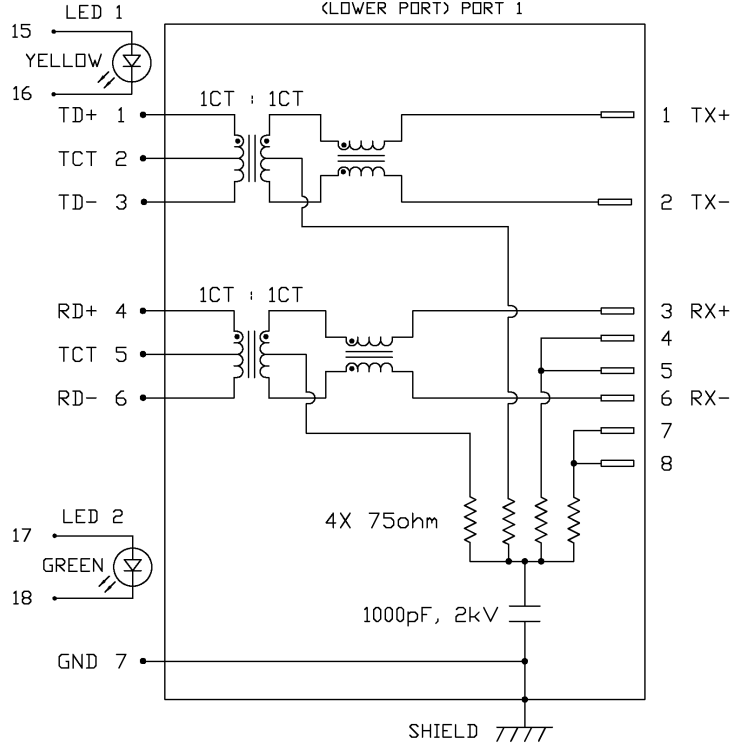 (LOWER PORT) PORT 1
LED 1
15
YELLOW
16
1CT : 1CT
TD+ 1
1 TX+
TCT 2
TD- 3
2 TX-
1CT : 1CT
RD+ 4
3 RX+
4
TCT 5
5
RD- 6
6 RX-
7
8
LED 2
4X 75ohm
17
GREEN
18
1000pF, 2kV
GND 7
SHIELD